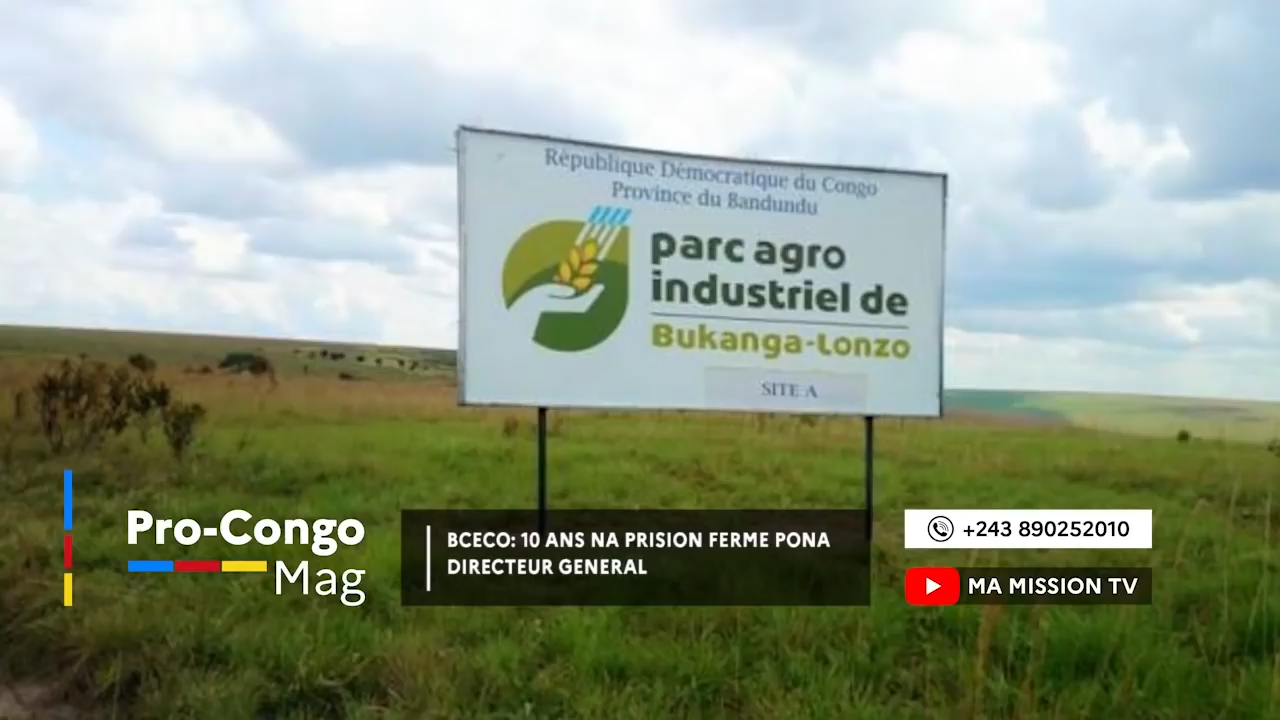 République Démocratique du Congo
Province du Bandundu
parc agro
industriel de
Bukanga-Lonzo
SITE A
Pro-Congo
Mag
BCECO: 10 ANS NA PRISION FERME PONA
DIRECTEUR GENERAL
+243 890252010
MA MISSION TV